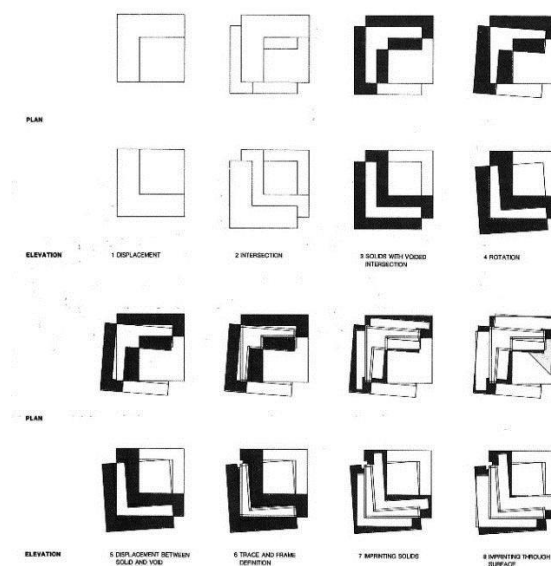 PLAN
ELEVATION
1 DISPLACEMENT
2 INTERSECTION
3 SOLIDS WITH VOIDED
INTERSECTION
4 ROTATION
PLAN
ELEVATION
5 DISPLACEMENT BETWEEN
SOLID AND VOID
6 TRACE AND FRAME
DEFINITION
7 IMPRINTING SOLIDS
8 IMPRINTING THROUGH
SURFACE